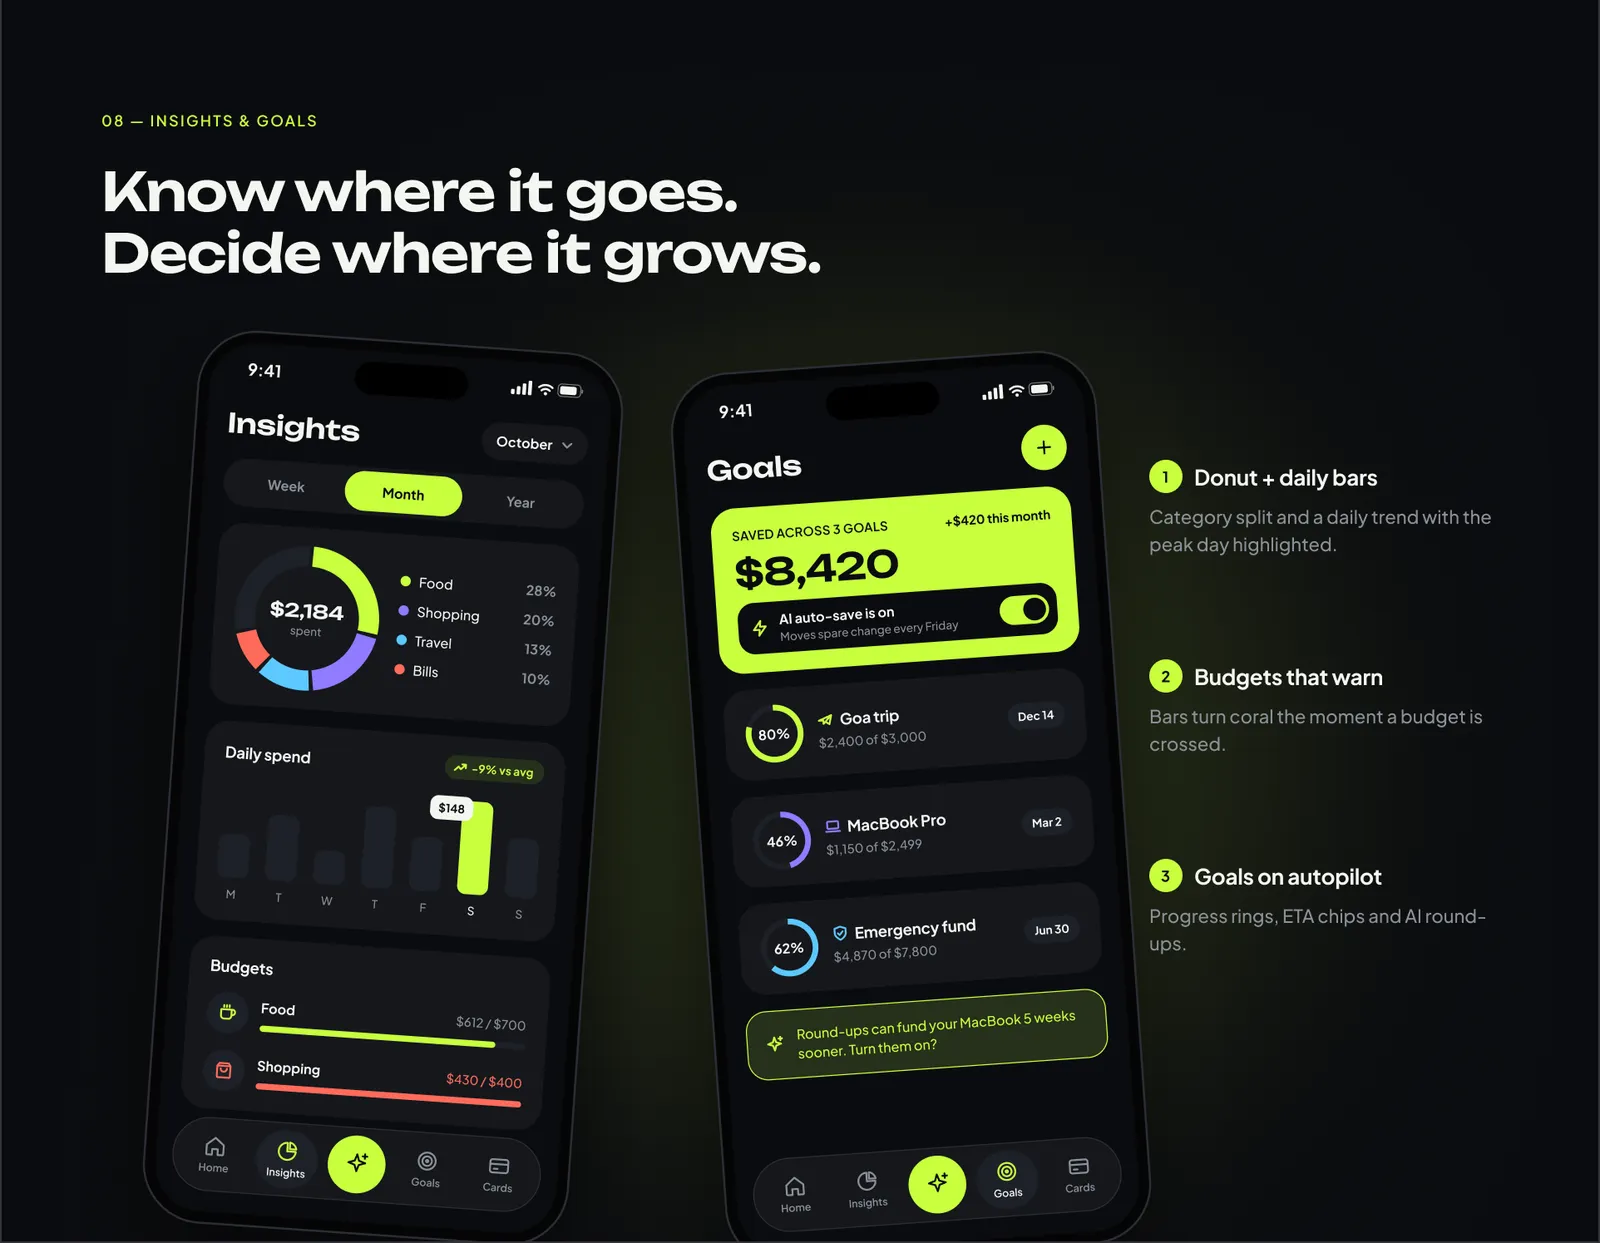 08 — INSIGHTS & GOALS
Know where it goes.
Decide where it grows.
9:41
Insights
October
Week
Month
Year
$2,184
spent
Food
28%
Shopping
20%
Travel
13%
Bills
10%
Daily spend
-9% vs avg
$148
M
T
W
T
F
S
S
Budgets
Food
$612 / $700
Shopping
$430 / $400
Home
Insights
Goals
Cards
9:41
Goals
SAVED ACROSS 3 GOALS
+$420 this month
$8,420
AI auto-save is on
Moves spare change every Friday
80%
Goa trip
$2,400 of $3,000
Dec 14
46%
MacBook Pro
$1,150 of $2,499
Mar 2
62%
Emergency fund
$4,870 of $7,800
Jun 30
Round-ups can fund your MacBook 5 weeks
sooner. Turn them on?
Home
Insights
Goals
Cards
1
Donut + daily bars
Category split and a daily trend with the
peak day highlighted.
2
Budgets that warn
Bars turn coral the moment a budget is
crossed.
3
Goals on autopilot
Progress rings, ETA chips and AI round-
ups.